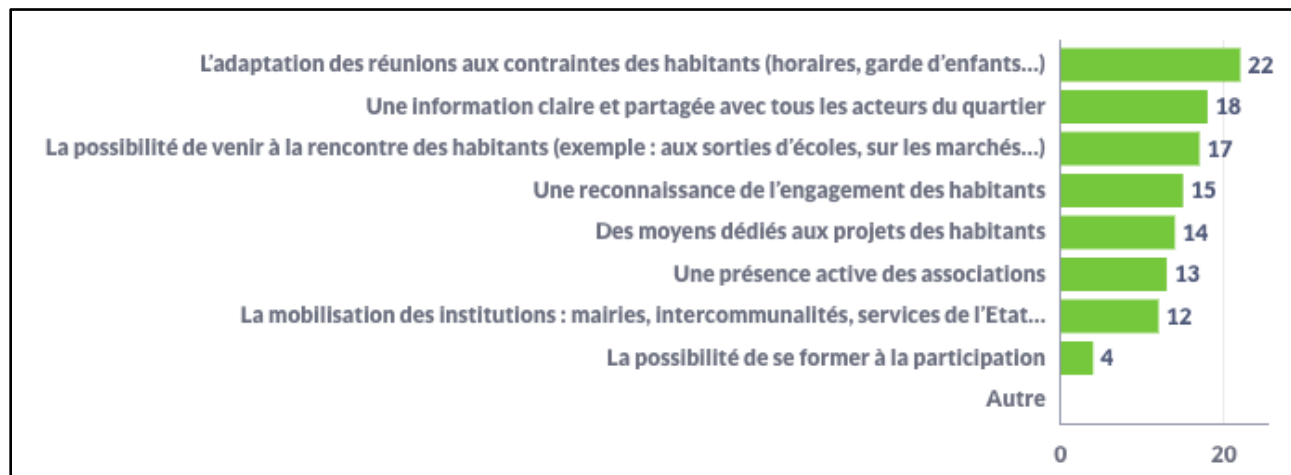 L’adaptation des réunions aux contraintes des habitants (horaires, garde d’enfants...) 22
Une information claire et partagée avec tous les acteurs du quartier 18
La possibilité de venir à la rencontre des habitants (exemple : aux sorties d’écoles, sur les marchés...) 17
Une reconnaissance de l’engagement des habitants 15
Des moyens dédiés aux projets des habitants 14
Une présence active des associations 13
La mobilisation des institutions : mairies, intercommunalités, services de l’Etat... 12
La possibilité de se former à la participation 4
Autre
0 20